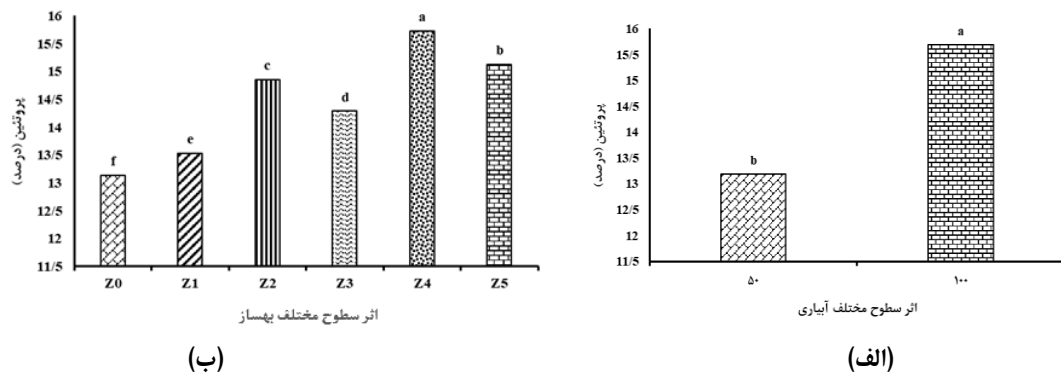 16
15/5
15
14/5
14
13/5
13
12/5
12
11/5
پروتئین (درصد)
f
e
c
d
a
b
Z0 Z1 Z2 Z3 Z4 Z5
اثر سطوح مختلف بهساز
(ب)
16
15/5
15
14/5
14
13/5
13
12/5
12
11/5
پروتئین (درصد)
b
a
۵۰ ۱۰۰
اثر سطوح مختلف آبیاری
(الف)